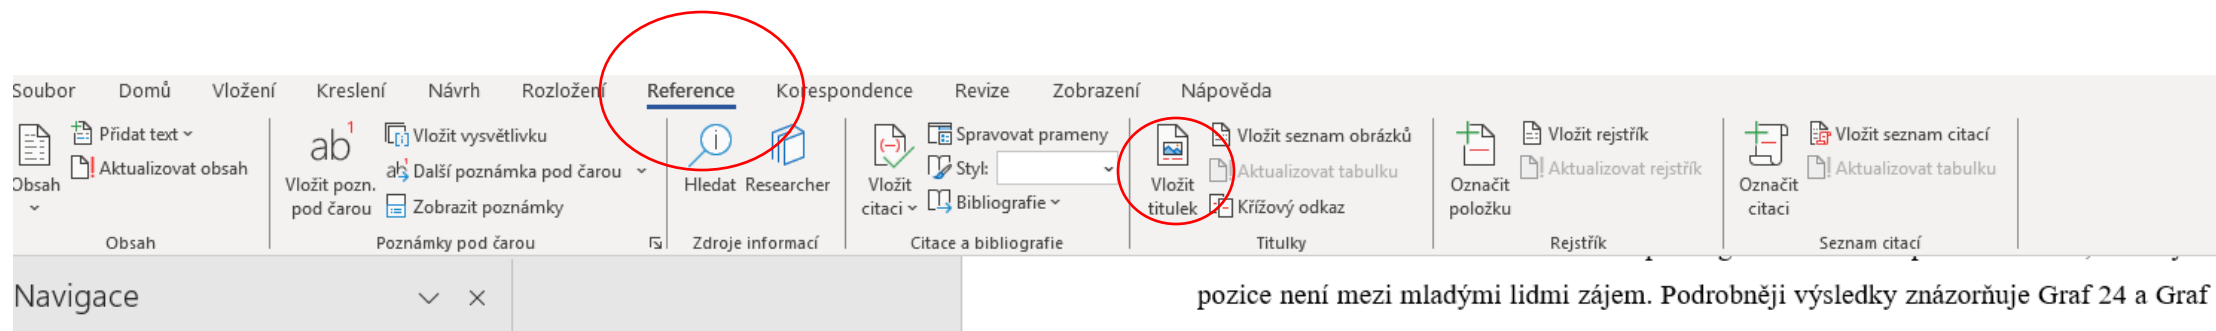 Soubor Domů Vložení Kreslení Návrh Rozložení Reference Korespondence Revize Zobrazení Nápověda
Obsah
Přidat text
Aktualizovat obsah
Obsah
ab1
Vložit pozn.
pod čarou
Vložit vysvětlivku
Další poznámka pod čarou
Zobrazit poznámky
Poznámky pod čarou
Hledat
Researcher
Zdroje informací
Vložit
citaci
Spravovat prameny
Styl:
Bibliografie
Citace a bibliografie
Vložit
titulek
Vložit seznam obrázků
Aktualizovat tabulku
Křížový odkaz
Titulky
Označit
položku
Vložit rejstřík
Aktualizovat rejstřík
Rejstřík
Označit
citaci
Vložit seznam citací
Aktualizovat tabulku
Seznam citací
Navigace
pozice není mezi mladými lidmi zájem. Podrobněji výsledky znázorňuje Graf 24 a Graf